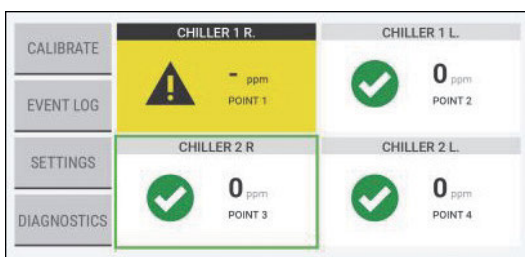 CALIBRATE
EVENT LOG
SETTINGS
DIAGNOSTICS
CHILLER 1 R.
- ppm
POINT 1
CHILLER 1 L.
0 ppm
POINT 2
CHILLER 2 R
0 ppm
POINT 3
CHILLER 2 L.
0 ppm
POINT 4